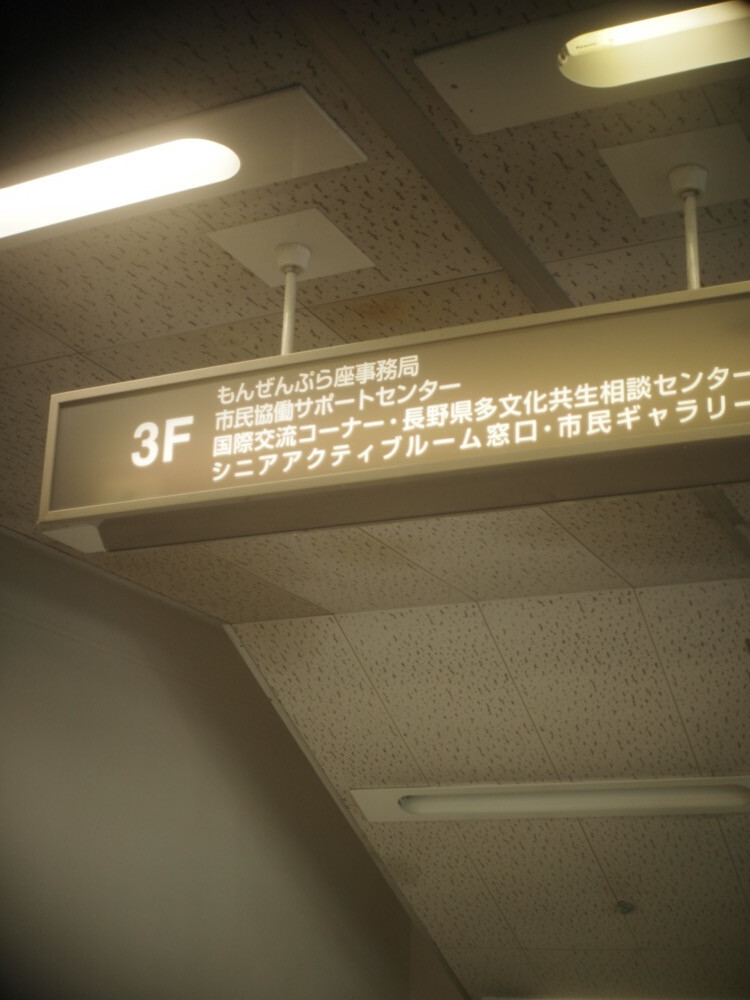 3F
もんぜんぷら座事務局
市民協働サポートセンター
国際交流コーナー・長野県多文化共生相談センター
シニアアクティブルーム窓口・市民ギャラリー